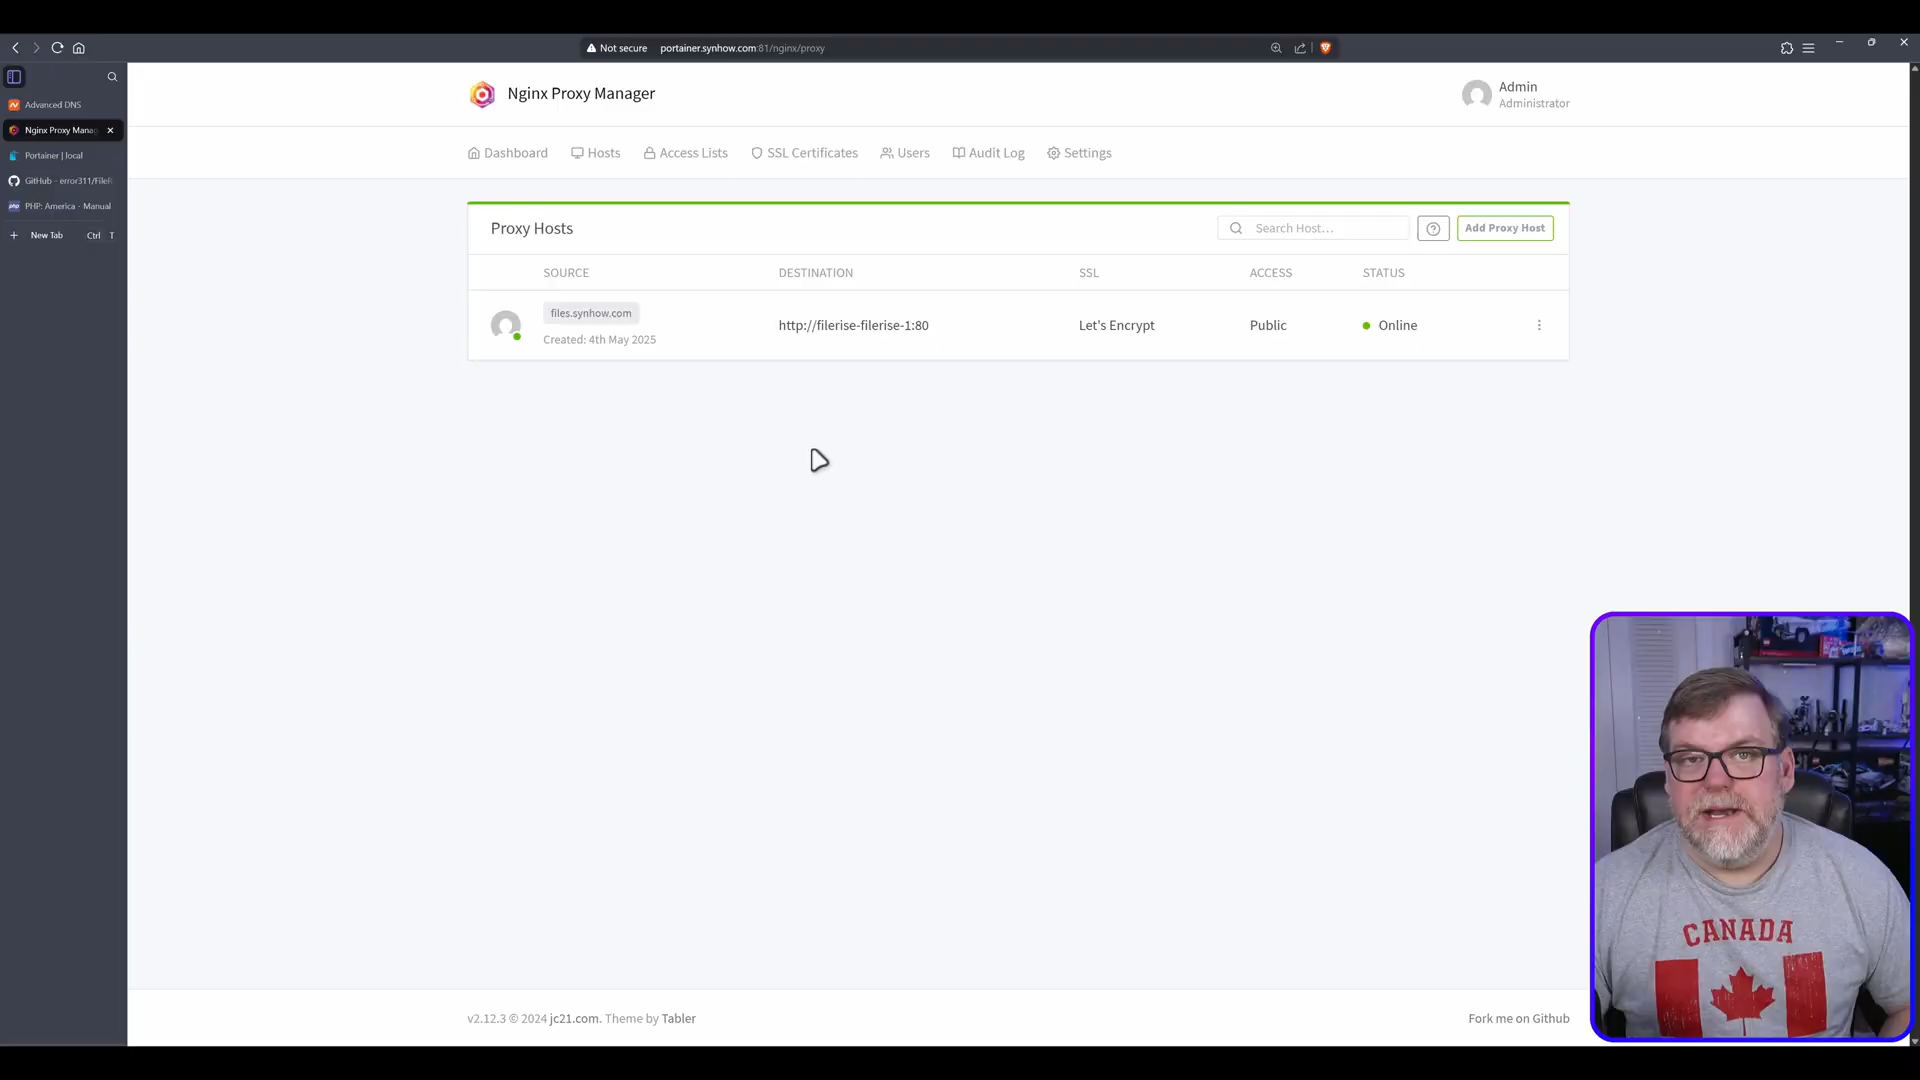 Not secure portainer.synhow.com:81/nginx/proxy
Advanced DNS
Nginx Proxy Manag
Portainer | local
GitHub - error311/FileR
PHP: America - Manual
New Tab Ctrl T
Nginx Proxy Manager
Admin
Administrator
Dashboard Hosts Access Lists SSL Certificates Users Audit Log Settings
Proxy Hosts Search Host... Add Proxy Host
SOURCE DESTINATION SSL ACCESS STATUS
files.synhow.com
Created: 4th May 2025
http://filerise-filerise-1:80 Let's Encrypt Public Online
CANADA
v2.12.3 © 2024 jc21.com. Theme by Tabler Fork me on Github